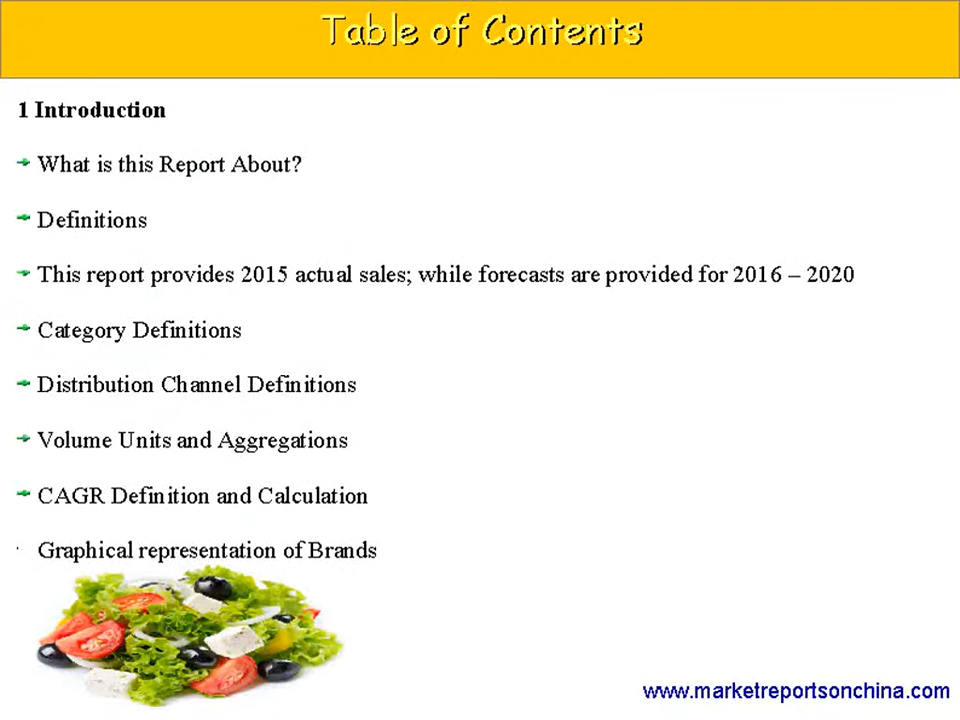 Table of Contents
1 Introduction
What is this Report About?
Definitions
This report provides 2015 actual sales; while forecasts are provided for 2016 – 2020
Category Definitions
Distribution Channel Definitions
Volume Units and Aggregations
CAGR Definition and Calculation
Graphical representation of Brands
www.marketreportsonchina.com